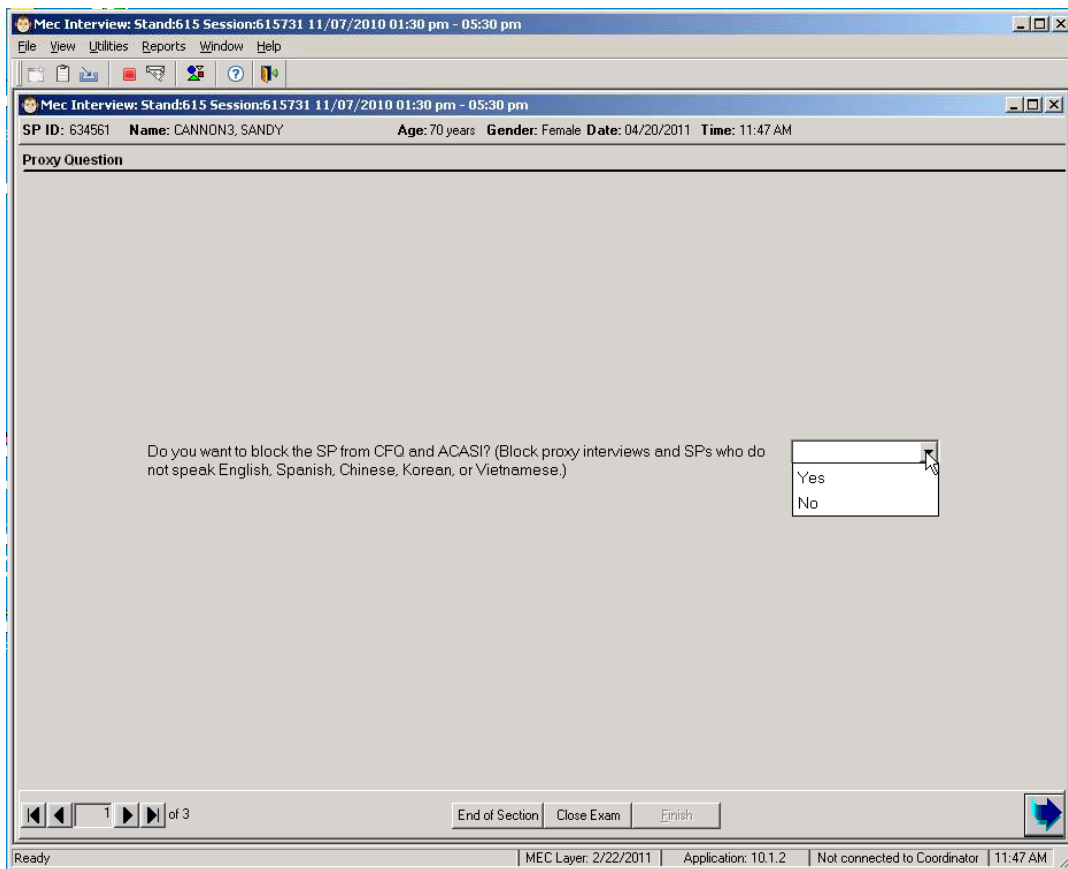 Mec Interview: Stand:615 Session:615731 11/07/2010 01:30 pm - 05:30 pm
File View Utilities Reports Window Help
Mec Interview: Stand:615 Session:615731 11/07/2010 01:30 pm - 05:30 pm
SP ID: 634561 Name: CANNON3, SANDY Age: 70 years Gender: Female Date: 04/20/2011 Time: 11:47 AM
Proxy Question
Do you want to block the SP from CFQ and ACASI? (Block proxy interviews and SPs who do
not speak English, Spanish, Chinese, Korean, or Vietnamese.)
Yes
No
1 of 3 End of Section Close Exam Finish
Ready MEC Layer: 2/22/2011 Application: 10.1.2 Not connected to Coordinator 11:47 AM